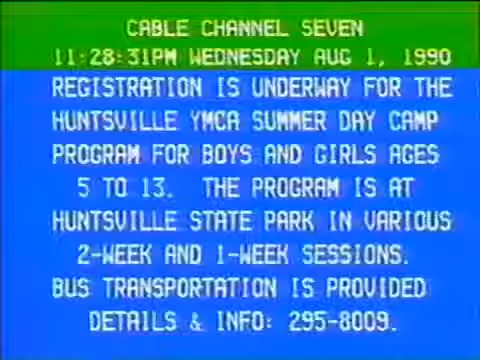 CABLE CHANNEL SEVEN
11:28:31PM WEDNESDAY AUG 1, 1990
REGISTRATION IS UNDERWAY FOR THE
HUNTSVILLE YMCA SUMMER DAY CAMP
PROGRAM FOR BOYS AND GIRLS AGES
5 TO 13. THE PROGRAM IS AT
HUNTSVILLE STATE PARK IN VARIOUS
2-WEEK AND 1-WEEK SESSIONS.
BUS TRANSPORTATION IS PROVIDED
DETAILS & INFO: 295-8009.